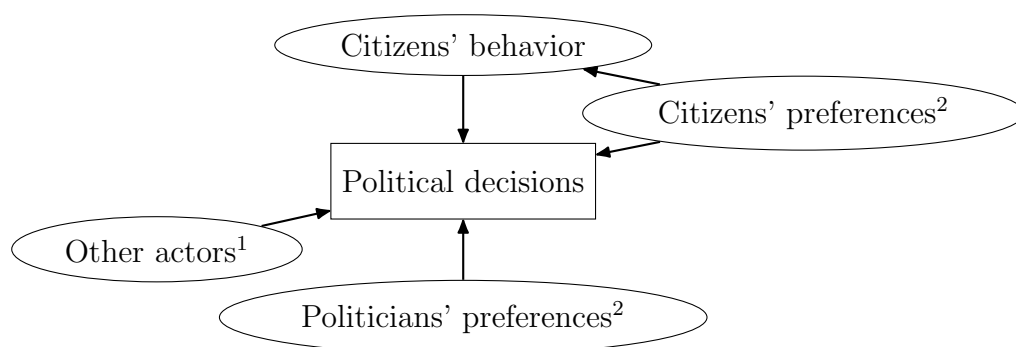 Citizens’ behavior
Citizens’ preferences²
Political decisions
Other actors¹
Politicians’ preferences²